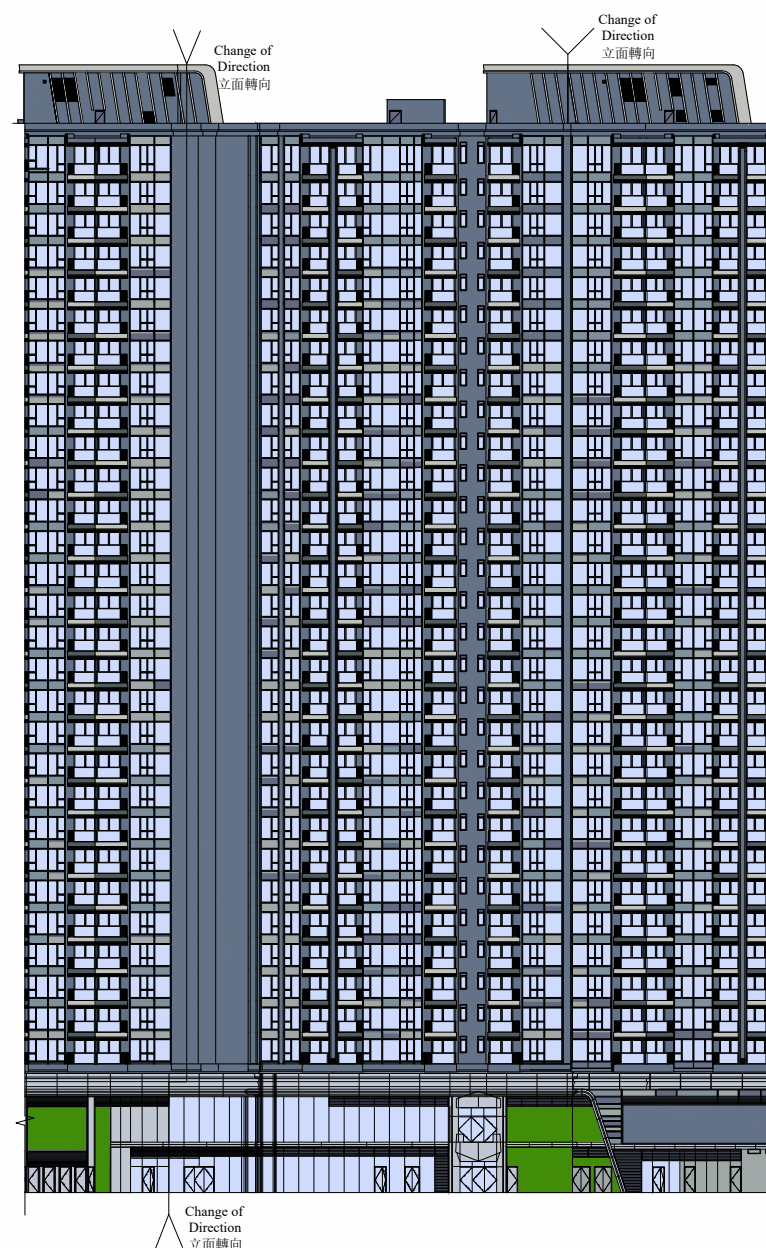 Change of
Direction
立面轉向
Change of
Direction
立面轉向
Change of
Direction
立面轉向